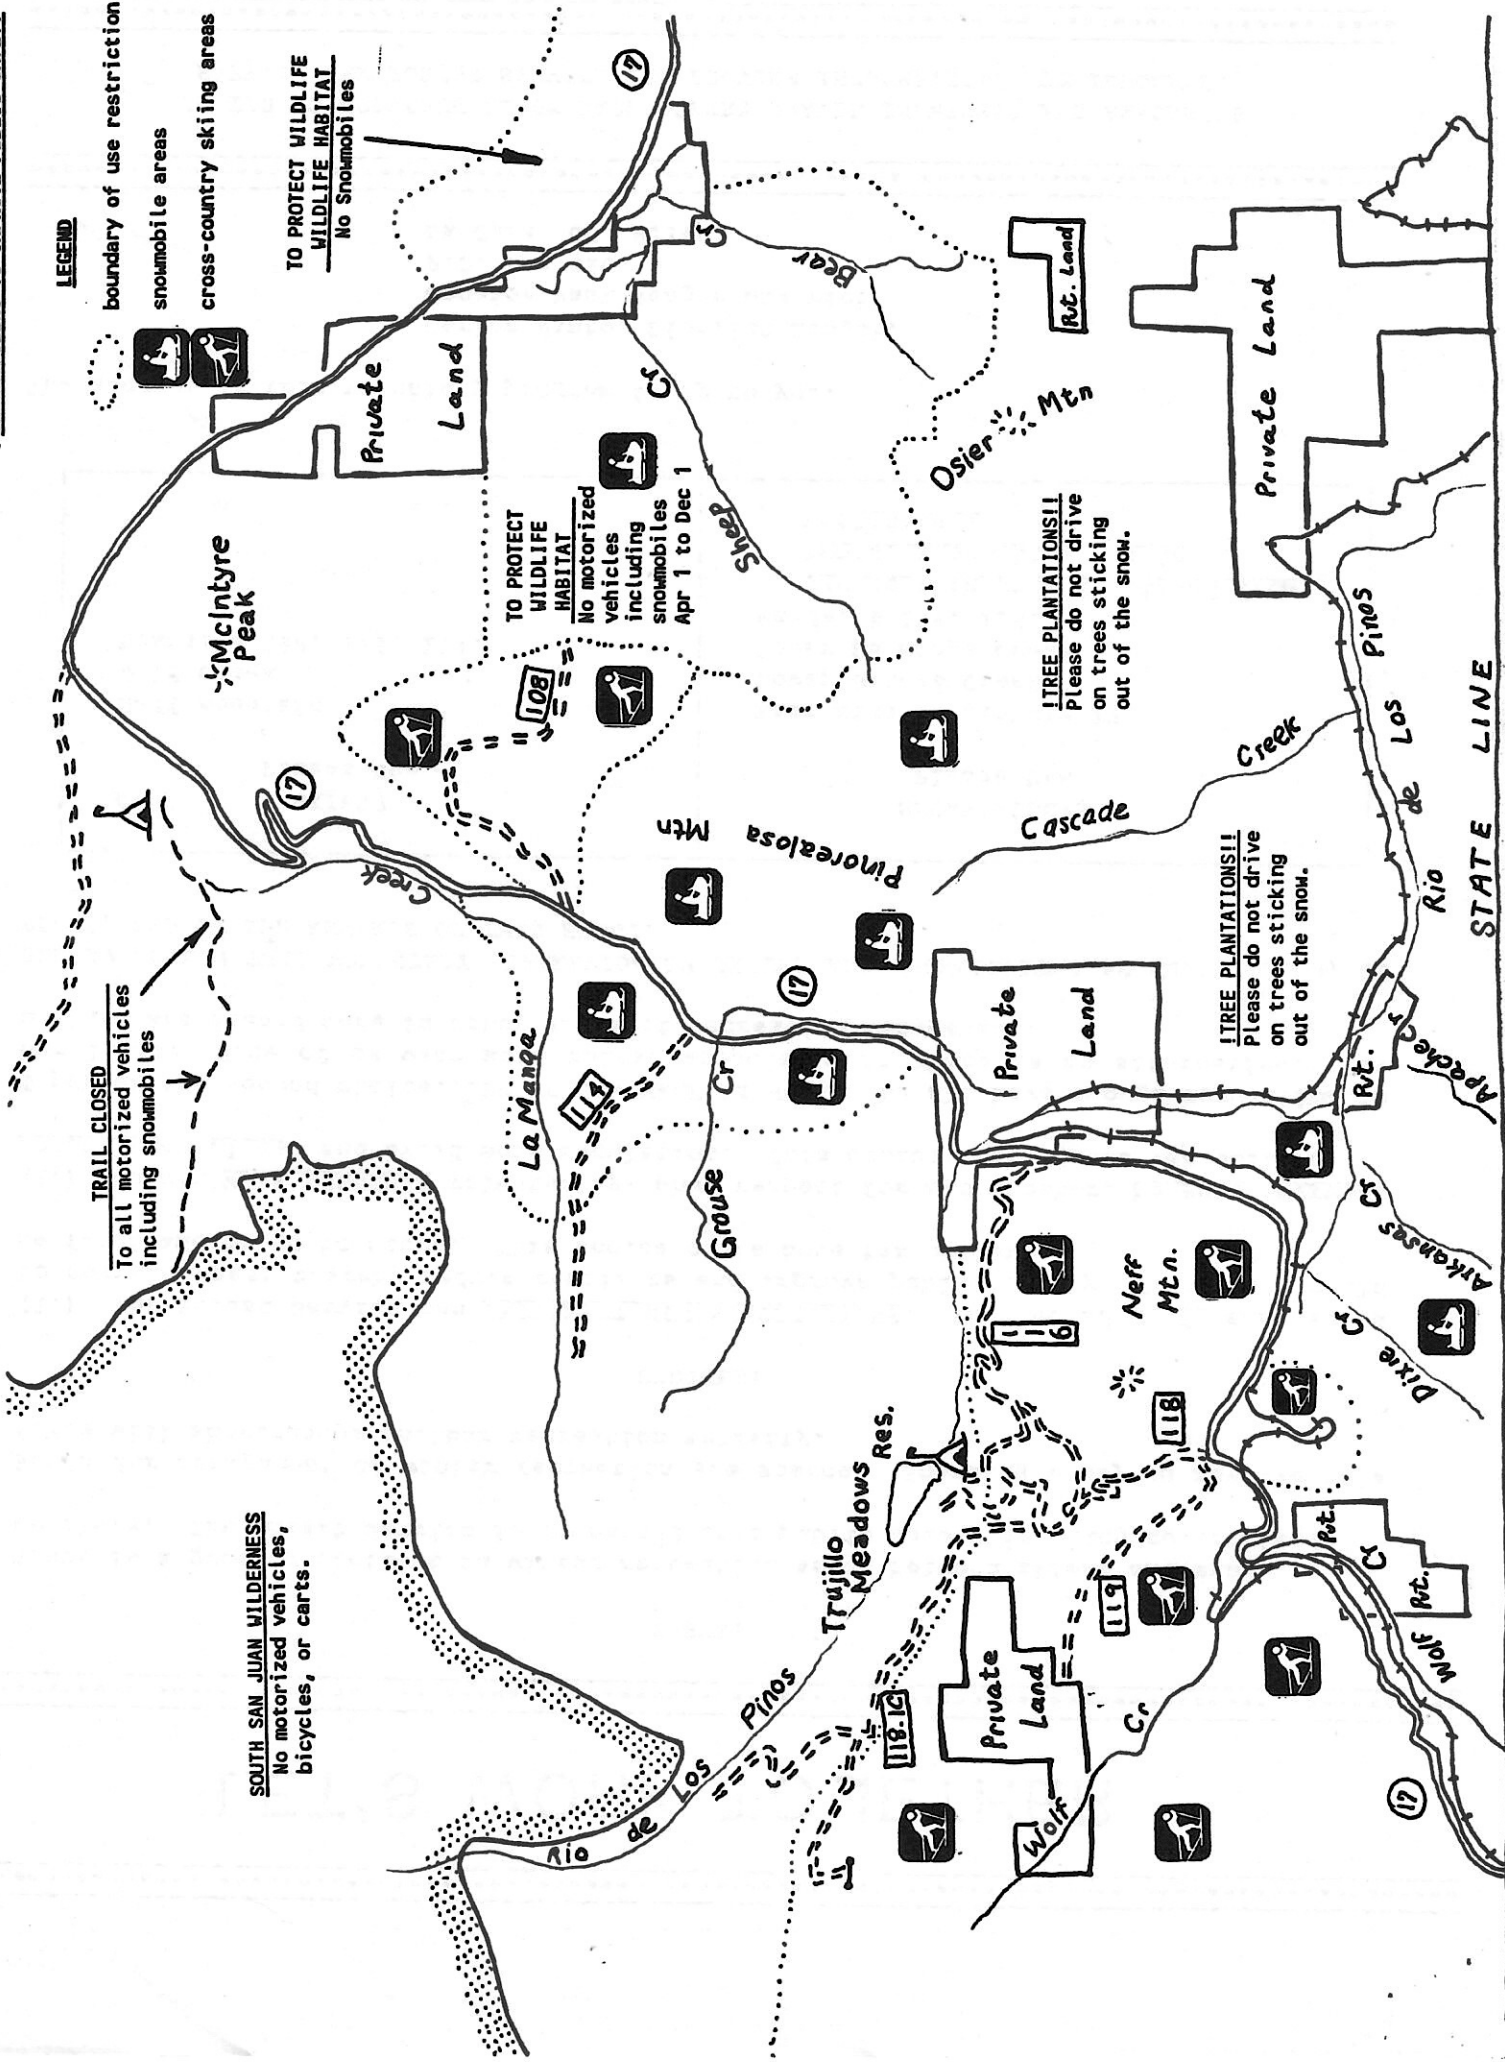 LEGEND
boundary of use restriction
snowmobile areas
cross-country skiing areas
TO PROTECT WILDLIFE
WILDLIFE HABITAT
No Snowmobiles
17
TRAIL CLOSED
To all motorized vehicles
including snowmobiles
McIntyre
Peak
17
Private
Land
SOUTH SAN JUAN WILDERNESS
No motorized vehicles,
bicycles, or carts.
La Manga
Creek
108
TO PROTECT
WILDLIFE
HABITAT
No motorized
vehicles
including
snowmobiles
Apr 1 to Dec 1
Sheep
Cr
Bear
Cr
114
Grouse
Cr
17
Pinorealosa
Mtn
Osier
Mtn
Pvt. Land
Rio
de
Los
Pinos
Trujillo
Meadows
Res.
Private
Land
Cascade
Creek
!TREE PLANTATIONS!!
Please do not drive
on trees sticking
out of the snow.
Private
Land
116
118.1C
Private
Land
Neff
Mtn.
118
119
!TREE PLANTATIONS!!
Please do not drive
on trees sticking
out of the snow.
Wolf
Cr
Pvt.
Apache
Cr
Arkansas
Cr
Dixie
Cr
Pvt.
Pvt.
Wolf
Cr
17
Rio
de
Los
Pinos
STATE LINE